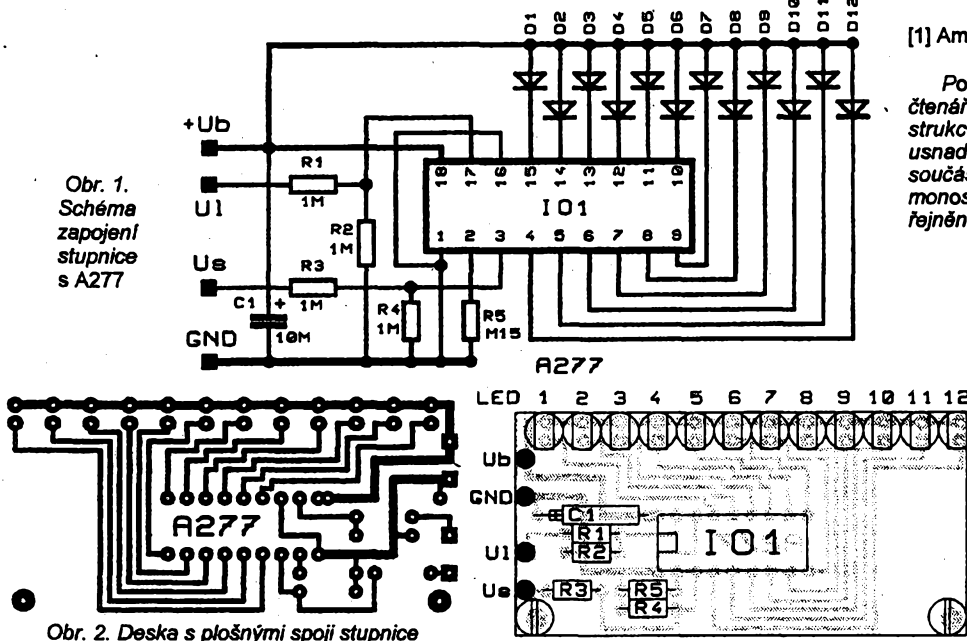 D1 D2 D3 D4 D5 D6 D7 D8 D9 D10 D11 D12
[1] Am
Po
čtenář
strukc
usnad
součás
monos
řejněn
+Ub
Ul
Us
GND
Obr. 1.
Schéma
zapojení
stupnice
s A277
R1
1M
R2
1M
R3
1M
R4
1M
R5
M15
C1 +
10M
18 17 16 15 14 13 12 11 10
IO1
1 2 3 4 5 6 7 8 9
A277
A277
Obr. 2. Deska s plošnými spoji stupnice
LED 1 2 3 4 5 6 7 8 9 10 11 12
Ub
GND
Ul
Us
C1
R1
R2
R3
R5
R4
IO1